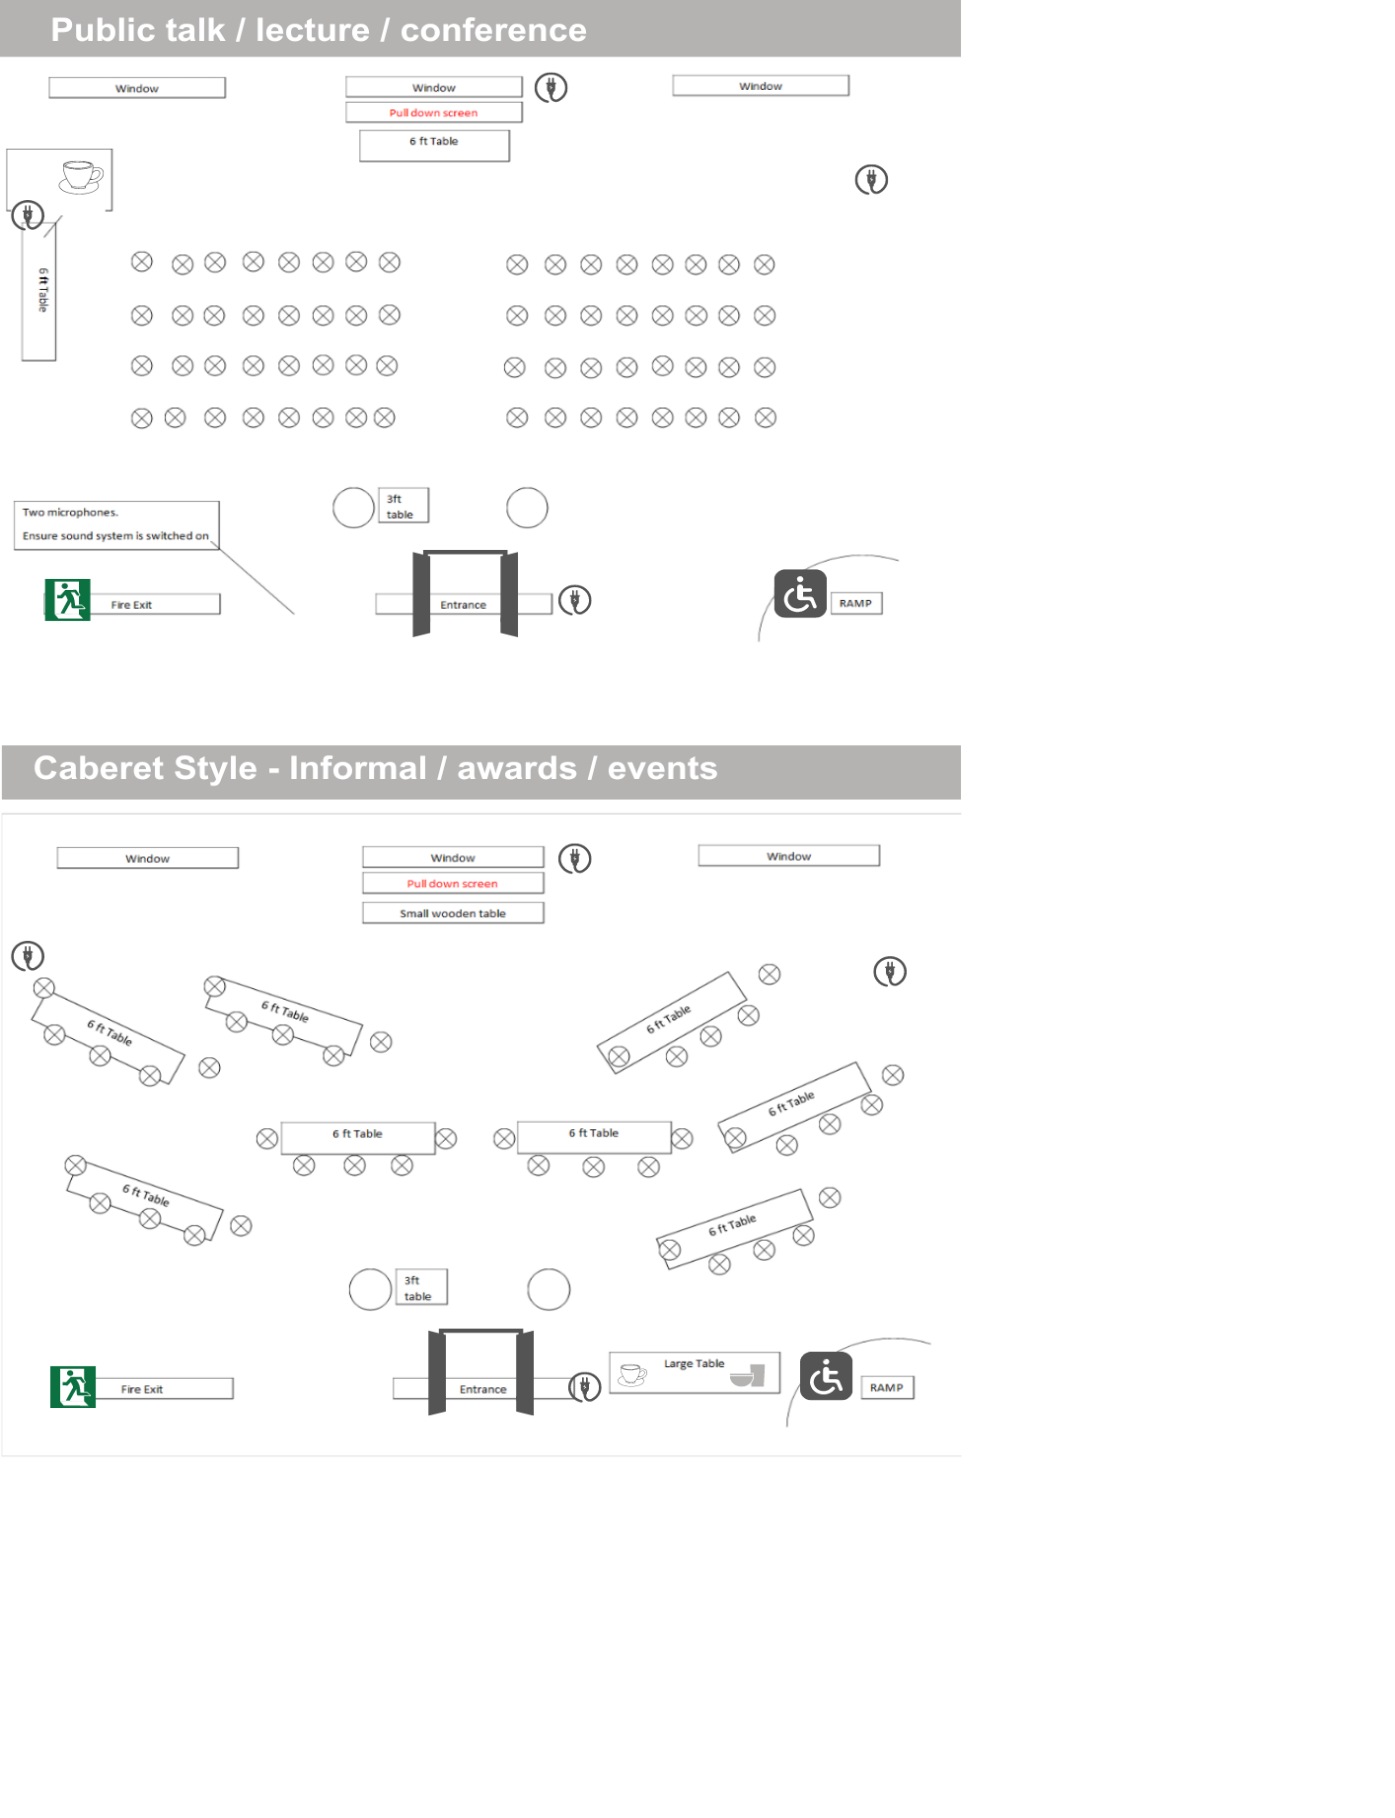 Public talk / lecture / conference
Window
Window
Window
Pull down screen
6 ft Table
6 ft Table
Two microphones.
Ensure sound system is switched on
3ft
table
Fire Exit
Entrance
RAMP
Caberet Style - Informal / awards / events
Window
Window
Window
Pull down screen
Small wooden table
6 ft Table
6 ft Table
6 ft Table
6 ft Table
6 ft Table
6 ft Table
6 ft Table
6 ft Table
3ft
table
Large Table
Fire Exit
Entrance
RAMP